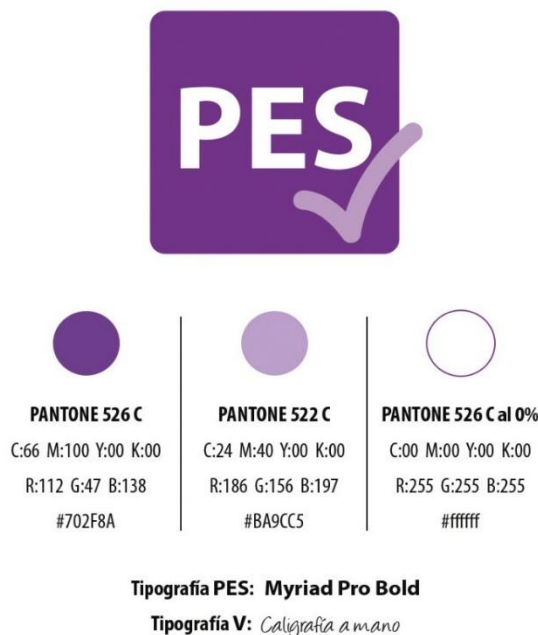 PES
PANTONE 526 C
C:66 M:100 Y:00 K:00
R:112 G:47 B:138
#702F8A
PANTONE 522 C
C:24 M:40 Y:00 K:00
R:186 G:156 B:197
#BA9CC5
PANTONE 526 C al 0%
C:00 M:00 Y:00 K:00
R:255 G:255 B:255
#ffffff
Tipografía PES: Myriad Pro Bold
Tipografía V: Caligrafía a mano